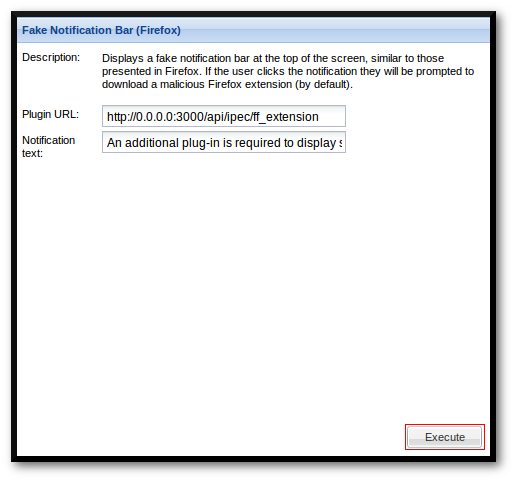 Fake Notification Bar (Firefox)
Description:
Displays a fake notification bar at the top of the screen, similar to those
presented in Firefox. If the user clicks the notification they will be prompted to
download a malicious Firefox extension (by default).
Plugin URL:
http://0.0.0.0:3000/api/ipec/ff_extension
Notification
text:
An additional plug-in is required to display s
Execute